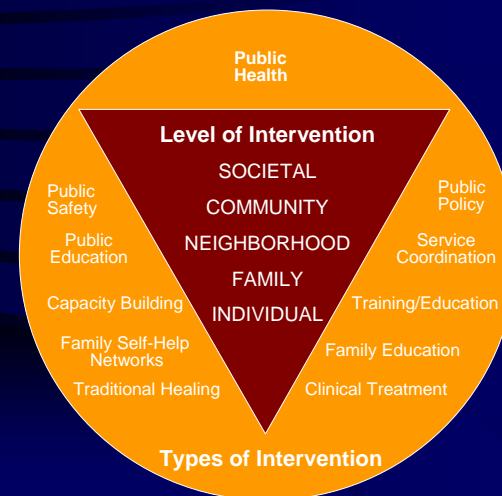 Public
Health
Level of Intervention
SOCIETAL
COMMUNITY
NEIGHBORHOOD
FAMILY
INDIVIDUAL
Public
Safety
Public
Education
Capacity Building
Family Self-Help
Networks
Traditional Healing
Public
Policy
Service
Coordination
Training/Education
Family Education
Clinical Treatment
Types of Intervention